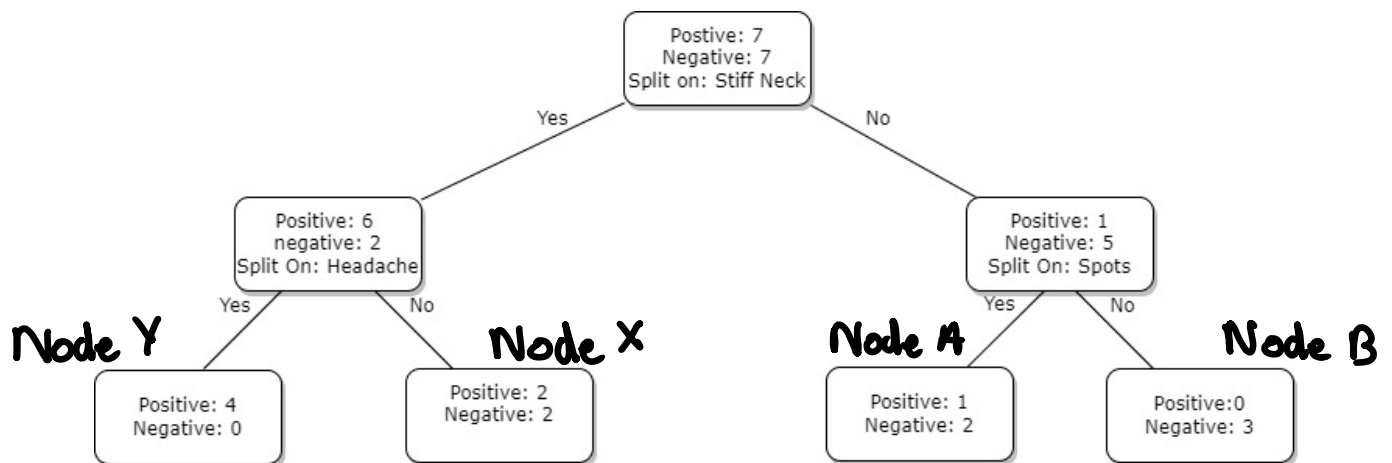 Postive: 7
Negative: 7
Split on: Stiff Neck
Yes
No
Positive: 6
negative: 2
Split On: Headache
Positive: 1
Negative: 5
Split On: Spots
Yes
No
Yes
No
Node Y
Node X
Node A
Node B
Positive: 4
Negative: 0
Positive: 2
Negative: 2
Positive: 1
Negative: 2
Positive:0
Negative: 3